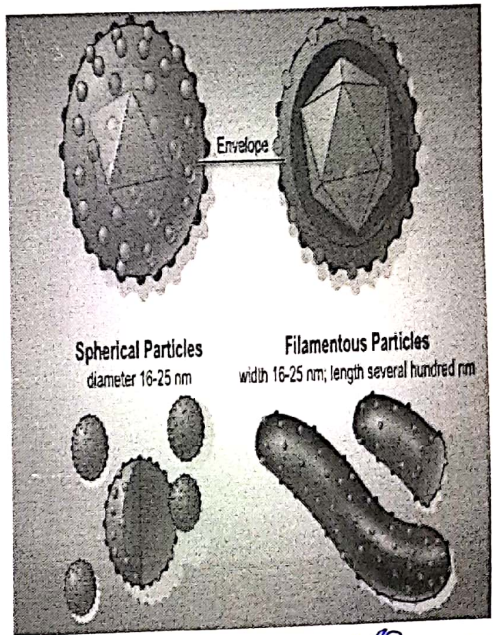 Envelope
Spherical Particles
diameter 16-25 nm
Filamentous Particles
width 16-25 nm; length several hundred nm